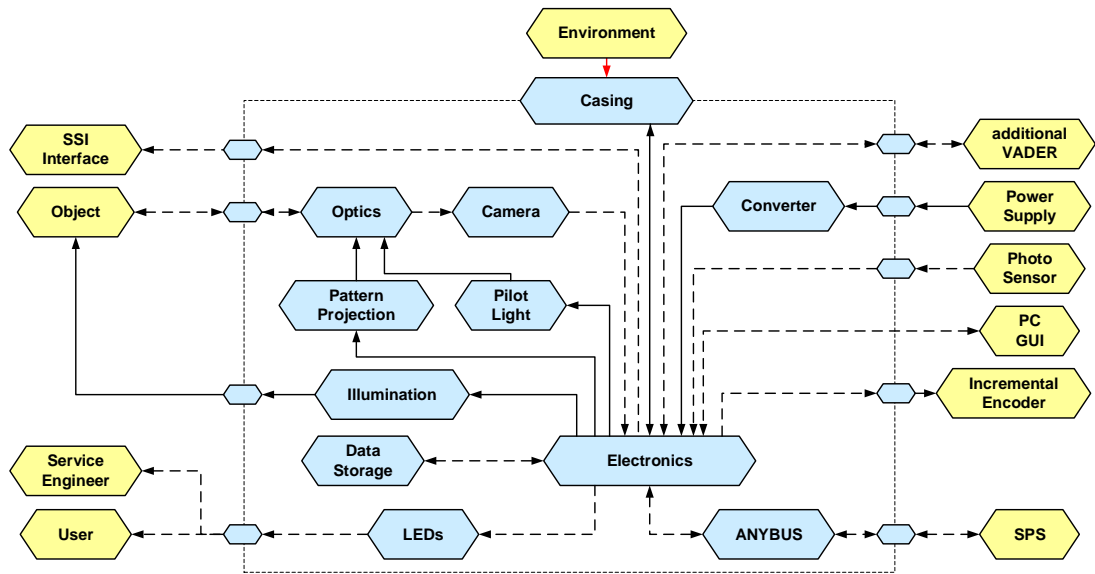 Environment
Casing
SSI
Interface
additional
VADER
Object
Optics
Camera
Converter
Power
Supply
Photo
Sensor
Pattern
Projection
Pilot
Light
PC
GUI
Illumination
Incremental
Encoder
Data
Storage
Electronics
Service
Engineer
User
LEDs
ANYBUS
SPS